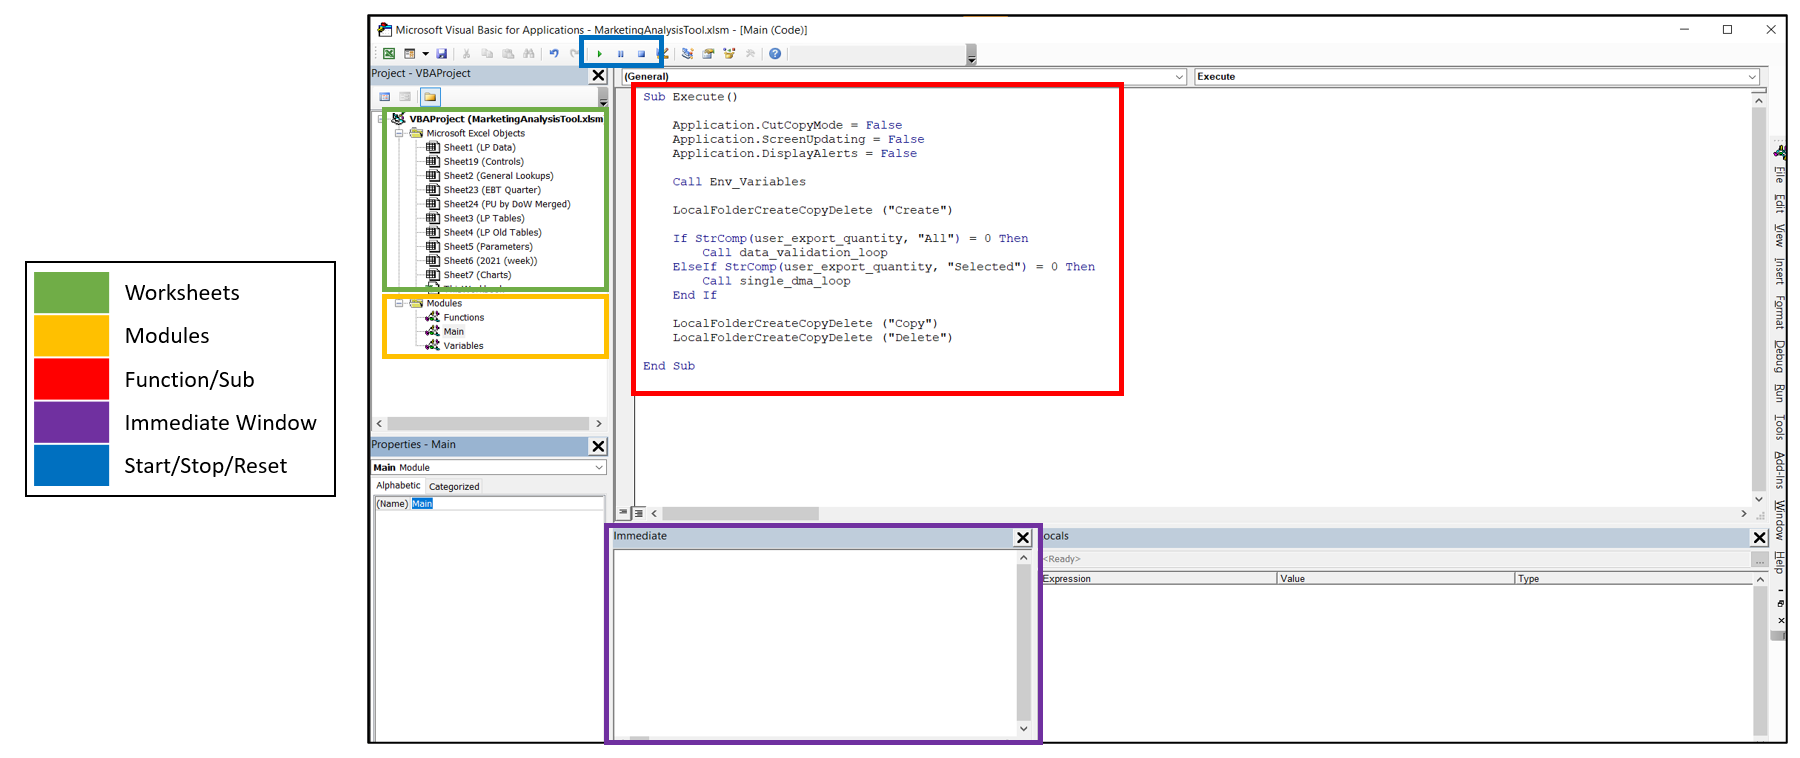 Worksheets
Modules
Function/Sub
Immediate Window
Start/Stop/Reset
Microsoft Visual Basic for Applications - MarketingAnalysisTool.xlsm - [Main (Code)]
Project - VBAProject
VBAProject (MarketingAnalysisTool.xlsm
Microsoft Excel Objects
Sheet1 (LP Data)
Sheet19 (Controls)
Sheet2 (General Lookups)
Sheet23 (EBT Quarter)
Sheet24 (PU by DoW Merged)
Sheet3 (LP Tables)
Sheet4 (LP Old Tables)
Sheet5 (Parameters)
Sheet6 (2021 (week))
Sheet7 (Charts)
Modules
Functions
Main
Variables
Properties - Main
Main Module
Alphabetic Categorized
(Name) Main
(General) Execute
Sub Execute()
Application.CutCopyMode = False
Application.ScreenUpdating = False
Application.DisplayAlerts = False
Call Env_Variables
LocalFolderCreateCopyDelete ("Create")
If StrComp(user_export_quantity, "All") = 0 Then
Call data_validation_loop
ElseIf StrComp(user_export_quantity, "Selected") = 0 Then
Call single_dma_loop
End If
LocalFolderCreateCopyDelete ("Copy")
LocalFolderCreateCopyDelete ("Delete")
End Sub
Immediate
ocals
<Ready>
Expression Value Type
File Edit View Insert Format Debug Run Tools Add-Ins Window Help